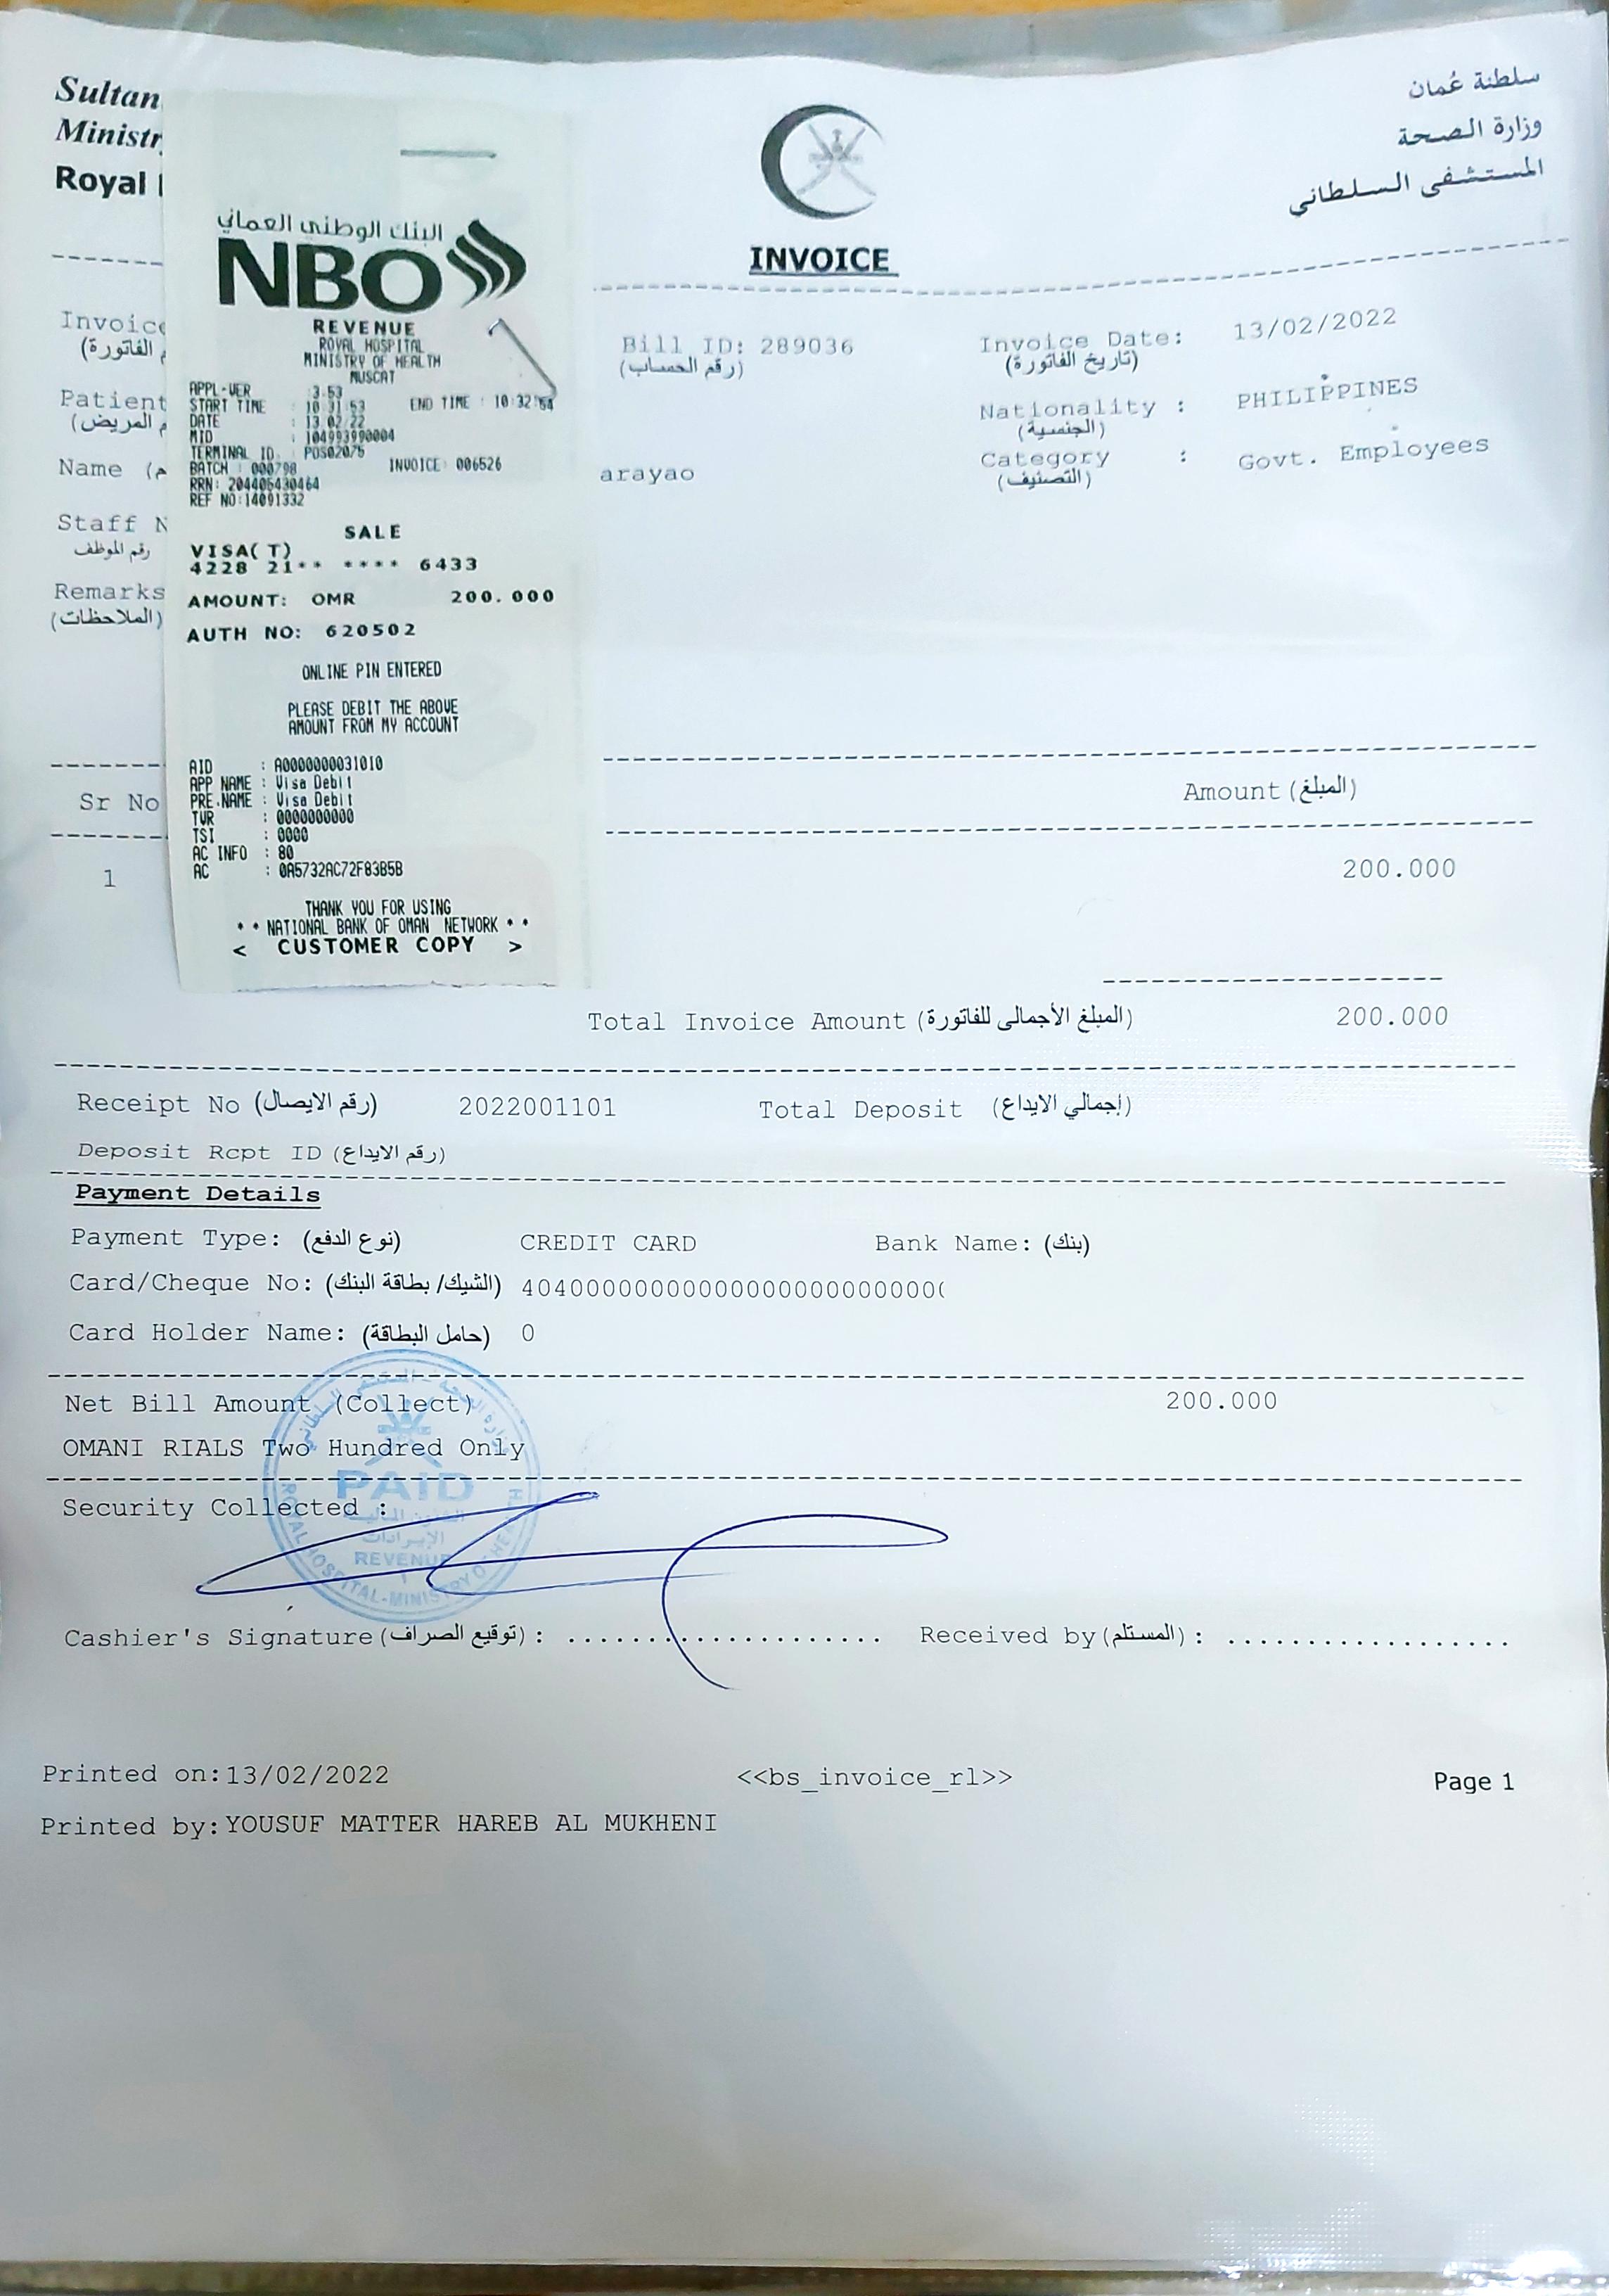 Sultan
Ministr
Royal
سلطنة عُمان
وزارة الصحة
المستشفى السلطاني
INVOICE
البنك الوطني العماني
NBO
REVENUE
ROYAL HOSPITAL
MINISTRY OF HEALTH
MUSCAT
APPL-VER : 3.53
START TIME : 10:31:53 END TIME : 10:32:54
DATE : 13.02.22
MID : 104993990004
TERMINAL ID. : POS02075
BATCH : 000798 INVOICE: 006526
RRN: 204405430464
REF NO:14091332
SALE
VISA( T)
4228 21** **** 6433
AMOUNT: OMR 200.000
AUTH NO: 620502
ONLINE PIN ENTERED
PLEASE DEBIT THE ABOVE
AMOUNT FROM MY ACCOUNT
AID : A0000000031010
APP NAME : Visa Debit
PRE.NAME : Visa Debit
TVR : 0000000000
TSI : 0000
AC INFO : 80
AC : 0A5732AC72F83B5B
THANK YOU FOR USING
** NATIONAL BANK OF OMAN NETWORK **
< CUSTOMER COPY >
Invoice Bill ID: 289036 Invoice Date: 13/02/2022
الفاتورة) (رقم الحساب) (تاريخ الفاتورة)
Patient Nationality : PHILIPPINES
المريض) (الجنسية)
Name arayao Category : Govt. Employees
(التصنيف)
Staff N
رقم الموظف
Remarks
(الملاحظات)
Sr No Amount (المبلغ)
1 200.000
Total Invoice Amount (المبلغ الأجمالى للفاتورة) 200.000
Receipt No (رقم الايصال) 2022001101 Total Deposit (إجمالي الايداع)
Deposit Rcpt ID (رقم الايداع)
Payment Details
Payment Type: (نوع الدفع) CREDIT CARD Bank Name: (بنك)
Card/Cheque No: (الشيك/ بطاقة البنك) 4040000000000000000000000000(
Card Holder Name: (حامل البطاقة) 0
Net Bill Amount (Collect) 200.000
OMANI RIALS Two Hundred Only
PAID
Security Collected :
الإيرادات
REVENUE
ROYAL HOSPITAL-MINISTRY OF HEALTH
Cashier's Signature (توقيع الصراف) : ........................ Received by (المستلم) : ......................
Printed on:13/02/2022 <<bs_invoice_rl>> Page 1
Printed by:YOUSUF MATTER HAREB AL MUKHENI